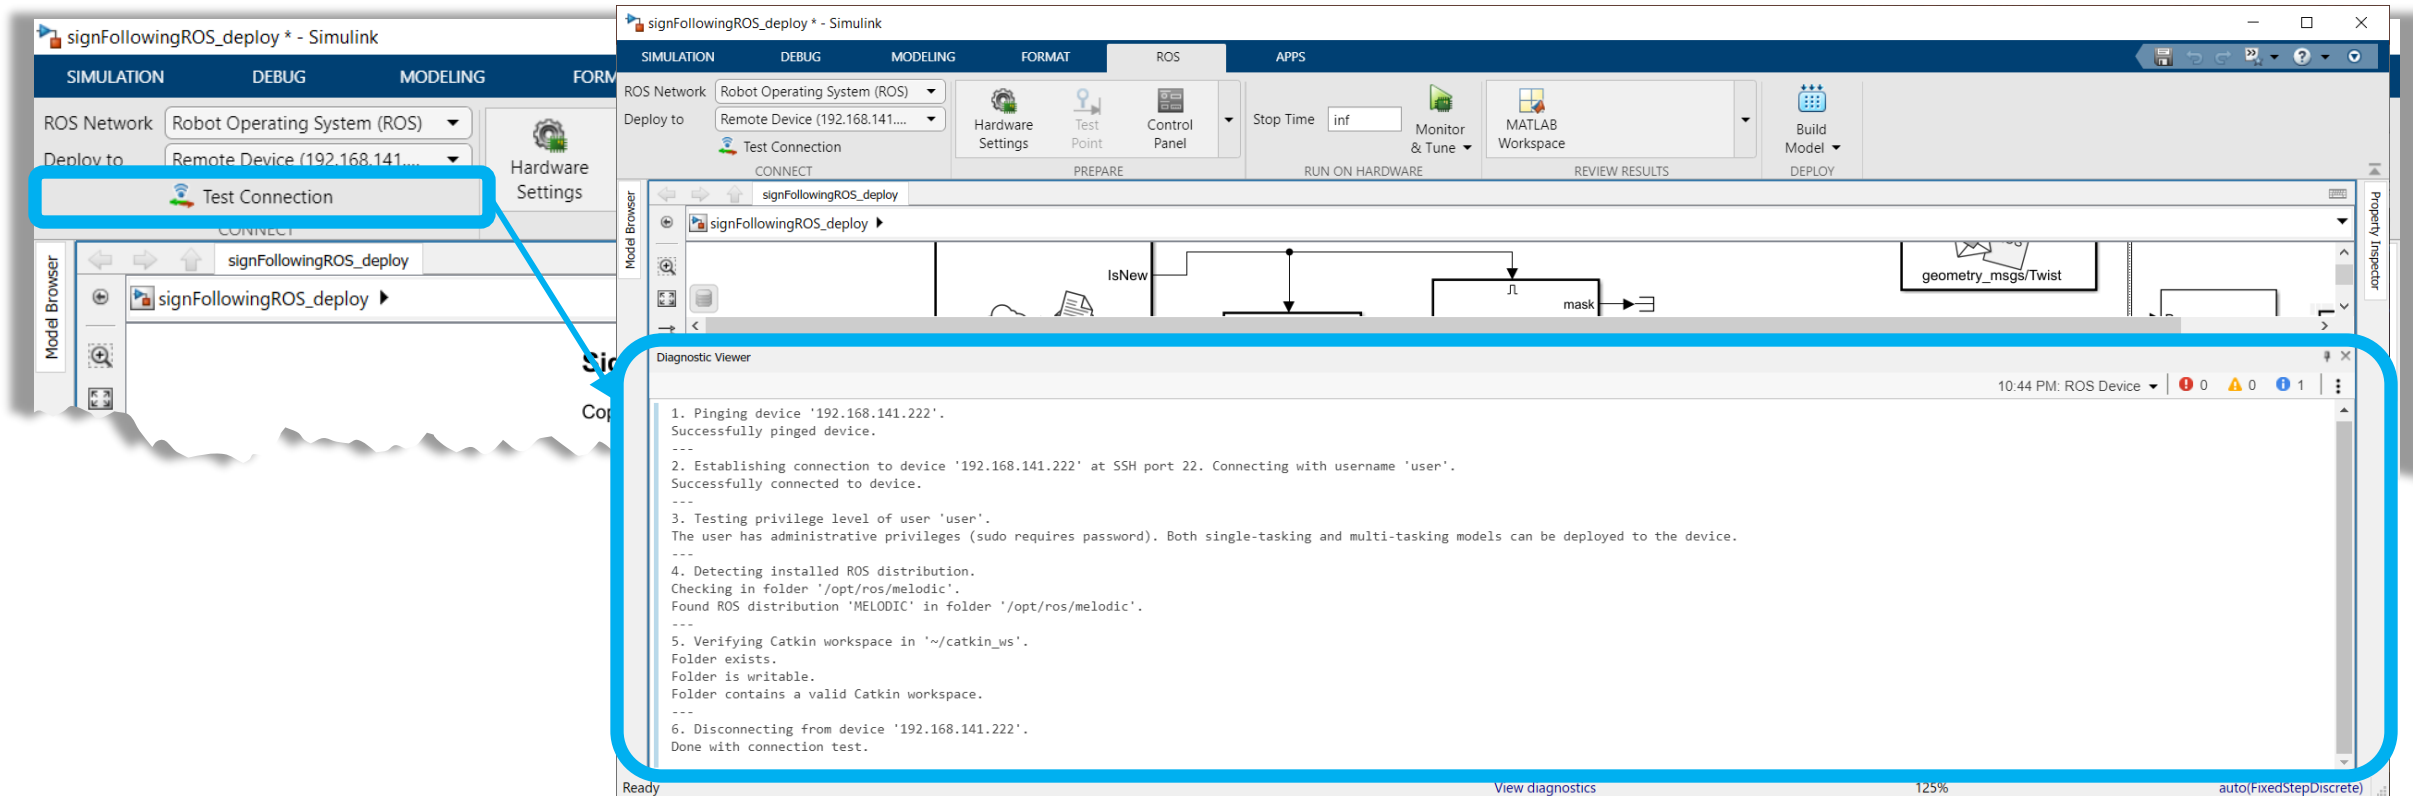 signFollowingROS_deploy * - Simulink
SIMULATION DEBUG MODELING FORM
ROS Network Robot Operating System (ROS)
Deploy to Remote Device (192.168.141....
Test Connection
Hardware
Settings
CONNECT
signFollowingROS_deploy
signFollowingROS_deploy
Model Browser
Sig
Cop
signFollowingROS_deploy * - Simulink
SIMULATION DEBUG MODELING FORMAT ROS APPS
ROS Network Robot Operating System (ROS)
Deploy to Remote Device (192.168.141....
Test Connection
CONNECT
Hardware
Settings
Test
Point
Control
Panel
PREPARE
Stop Time inf
Monitor
& Tune
RUN ON HARDWARE
MATLAB
Workspace
REVIEW RESULTS
Build
Model
DEPLOY
Model Browser
signFollowingROS_deploy
signFollowingROS_deploy
Property Inspector
IsNew
mask
geometry_msgs/Twist
Diagnostic Viewer
10:44 PM: ROS Device 0 0 1
1. Pinging device '192.168.141.222'.
Successfully pinged device.
---
2. Establishing connection to device '192.168.141.222' at SSH port 22. Connecting with username 'user'.
Successfully connected to device.
---
3. Testing privilege level of user 'user'.
The user has administrative privileges (sudo requires password). Both single-tasking and multi-tasking models can be deployed to the device.
---
4. Detecting installed ROS distribution.
Checking in folder '/opt/ros/melodic'.
Found ROS distribution 'MELODIC' in folder '/opt/ros/melodic'.
---
5. Verifying Catkin workspace in '~/catkin_ws'.
Folder exists.
Folder is writable.
Folder contains a valid Catkin workspace.
---
6. Disconnecting from device '192.168.141.222'.
Done with connection test.
Ready View diagnostics 125% auto(FixedStepDiscrete)